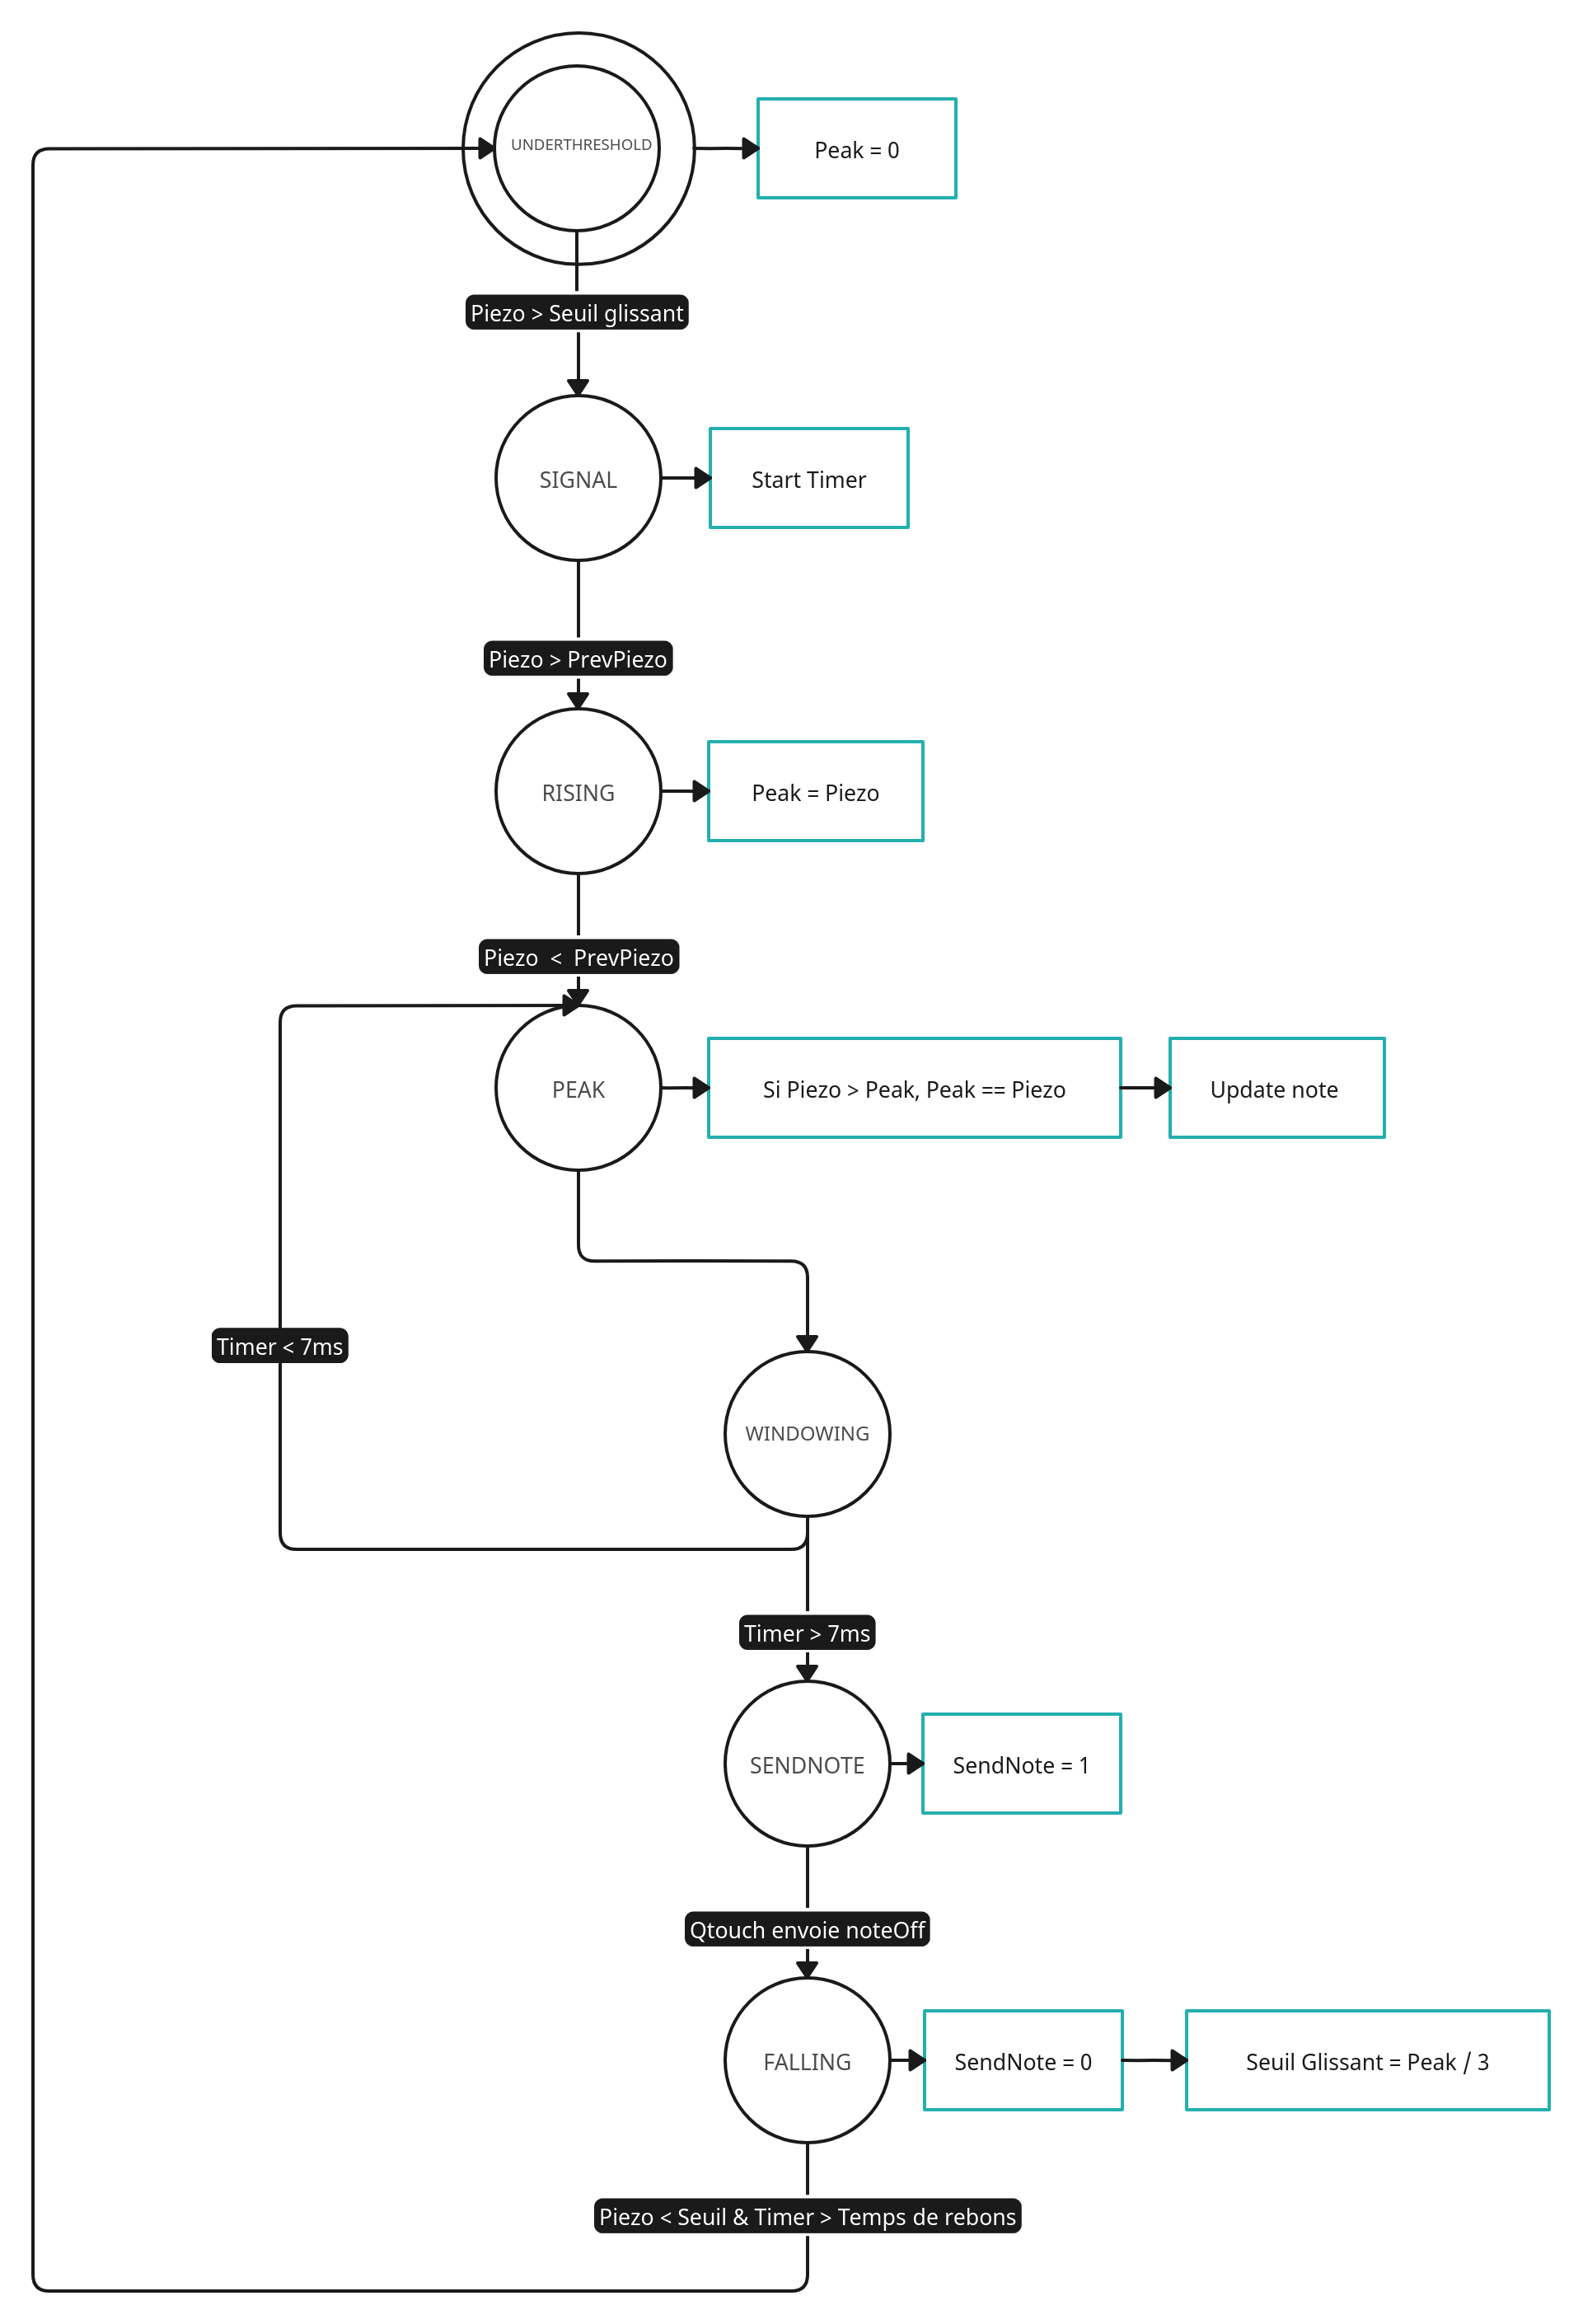 UNDERTHRESHOLD
Peak = 0
Piezo > Seuil glissant
SIGNAL
Start Timer
Piezo > PrevPiezo
RISING
Peak = Piezo
Piezo  <  PrevPiezo
PEAK
Si Piezo > Peak, Peak == Piezo
Update note
Timer < 7ms
WINDOWING
Timer > 7ms
SENDNOTE
SendNote = 1
Qtouch envoie noteOff
FALLING
SendNote = 0
Seuil Glissant = Peak / 3
Piezo < Seuil & Timer > Temps de rebons